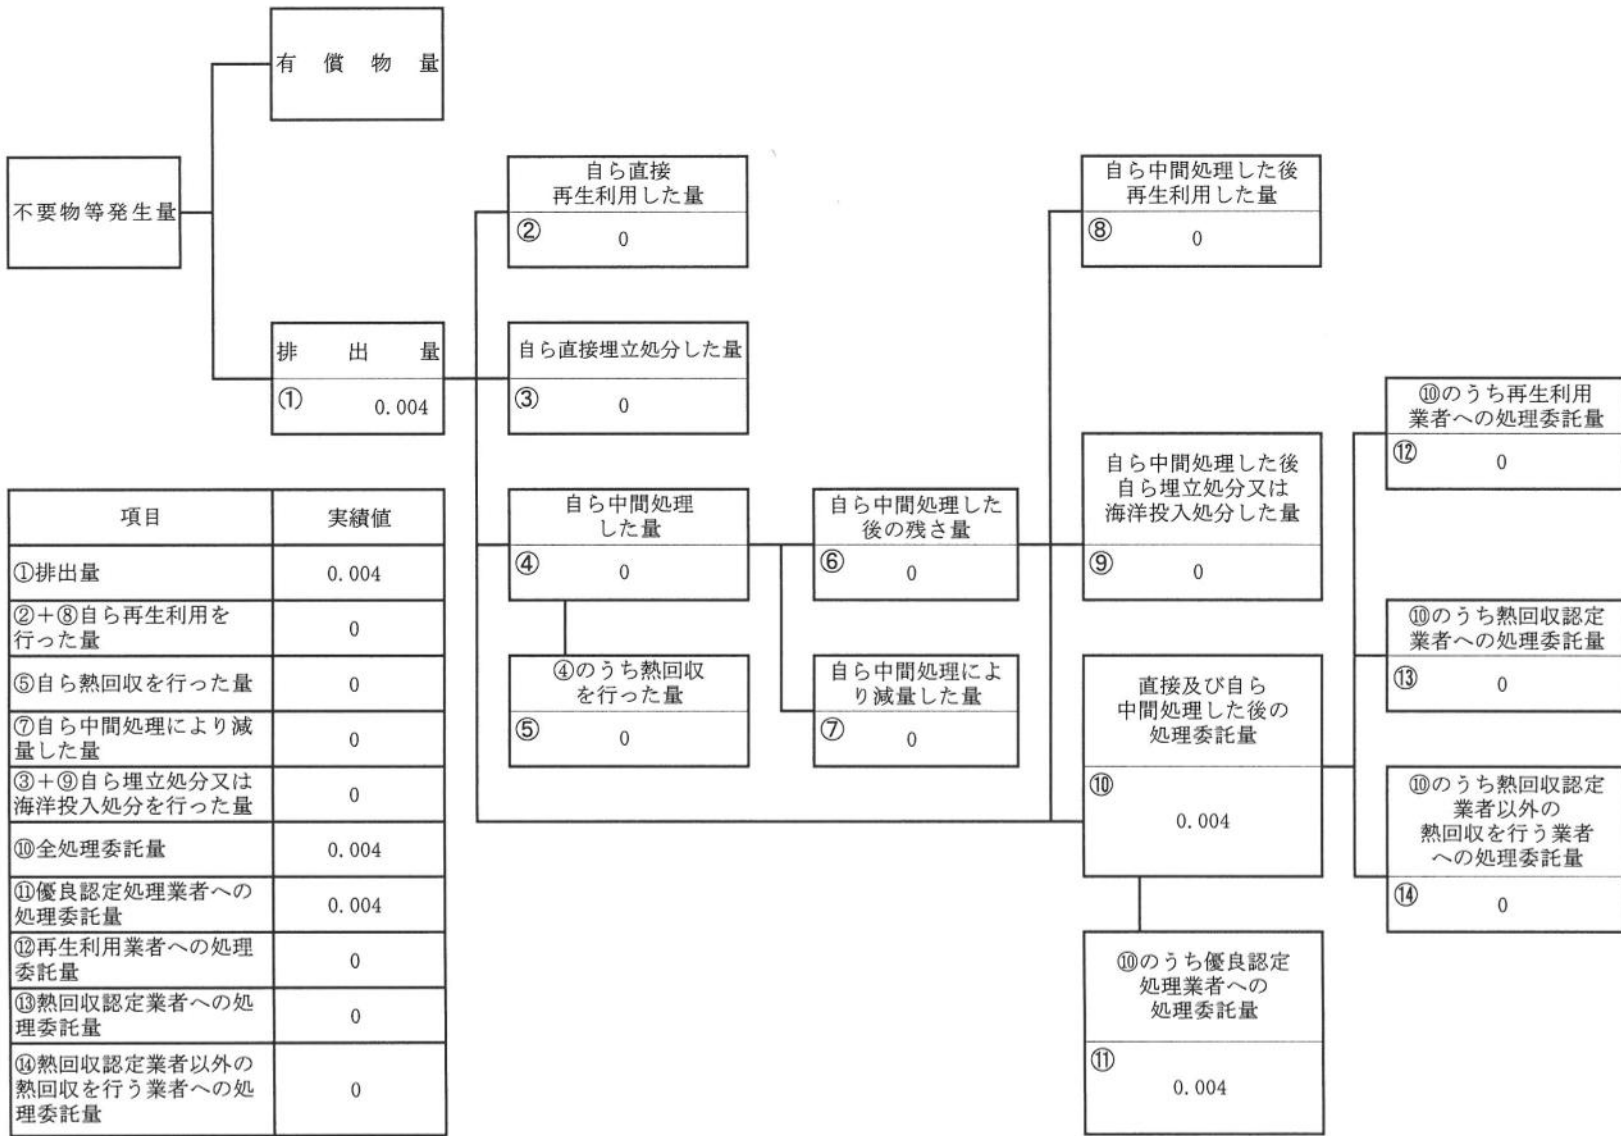 有償物量
不要物等発生量
排出量
① 0.004
自ら直接
再生利用した量
② 0
自ら直接埋立処分した量
③ 0
自ら中間処理
した量
④ 0
④のうち熱回収
を行った量
⑤ 0
自ら中間処理した
後の残さ量
⑥ 0
自ら中間処理によ
り減量した量
⑦ 0
自ら中間処理した後
再生利用した量
⑧ 0
自ら中間処理した後
自ら埋立処分又は
海洋投入処分した量
⑨ 0
直接及び自ら
中間処理した後の
処理委託量
⑩
0.004
⑩のうち優良認定
処理業者への
処理委託量
⑪
0.004
⑩のうち再生利用
業者への処理委託量
⑫ 0
⑩のうち熱回収認定
業者への処理委託量
⑬ 0
⑩のうち熱回収認定
業者以外の
熱回収を行う業者
への処理委託量
⑭ 0
項目 実績値
①排出量 0.004
②+⑧自ら再生利用を
行った量 0
⑤自ら熱回収を行った量 0
⑦自ら中間処理により減
量した量 0
③+⑨自ら埋立処分又は
海洋投入処分を行った量 0
⑩全処理委託量 0.004
⑪優良認定処理業者への
処理委託量 0.004
⑫再生利用業者への処理
委託量 0
⑬熱回収認定業者への処
理委託量 0
⑭熱回収認定業者以外の
熱回収を行う業者への処
理委託量 0